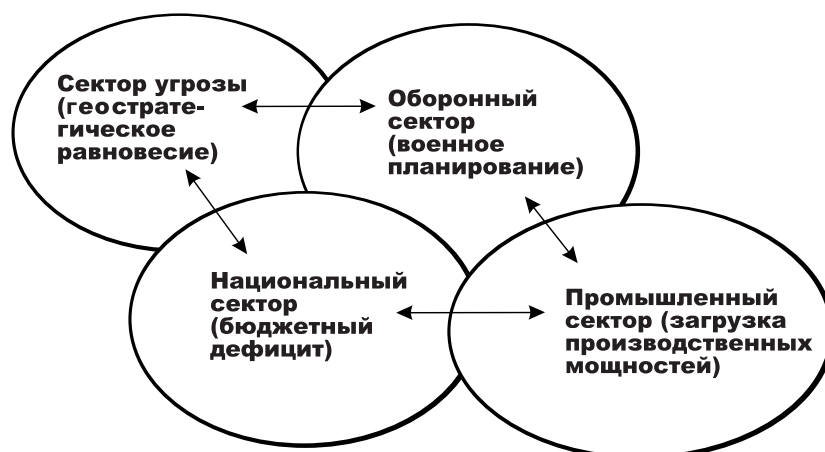 Сектор угрозы
(геострате-
гическое
равновесие)
Оборонный
сектор
(военное
планирование)
Национальный
сектор
(бюджетный
дефицит)
Промышленный
сектор (загрузка
производственных
мощностей)